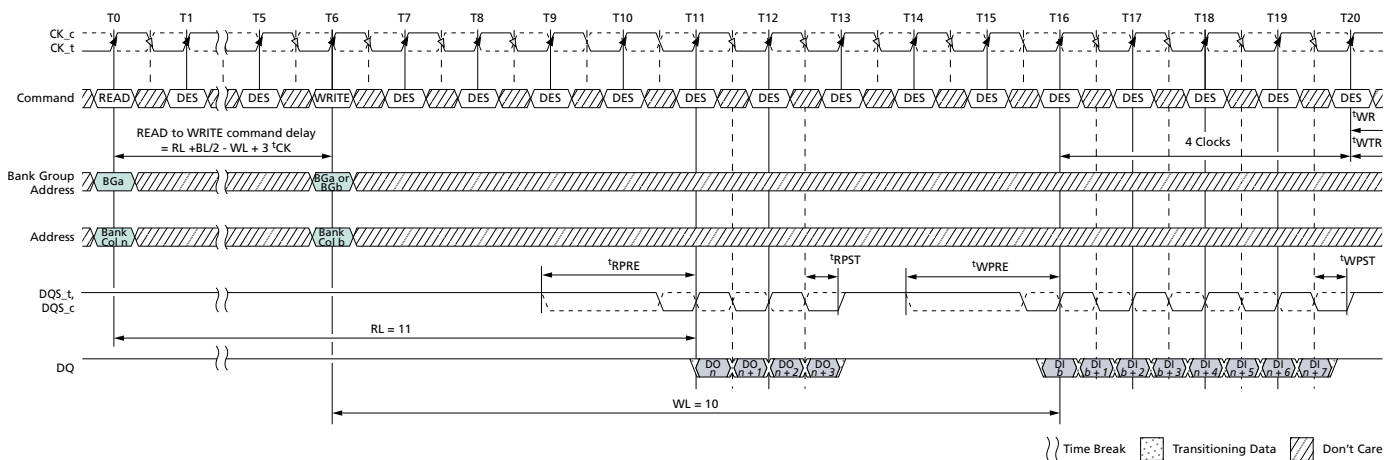 T0 T1 T5 T6 T7 T8 T9 T10 T11 T12 T13 T14 T15 T16 T17 T18 T19 T20
CK_c
CK_t
Command READ DES DES WRITE DES DES DES DES DES DES DES DES DES DES DES DES DES DES
tWR
READ to WRITE command delay
= RL +BL/2 - WL + 3 tCK
4 Clocks
tWTR
Bank Group
Address
BGa
BGa or
BGb
Address
Bank
Col n
Bank
Col b
tRPRE tRPST tWPRE tWPST
DQS_t,
DQS_c
RL = 11
DQ
DO
n
DO
n + 1
DO
n + 2
DO
n + 3
DI
b
DI
b + 1
DI
b + 2
DI
b + 3
DI
n + 4
DI
n + 5
DI
n + 6
DI
n + 7
WL = 10
Time Break Transitioning Data Don't Care